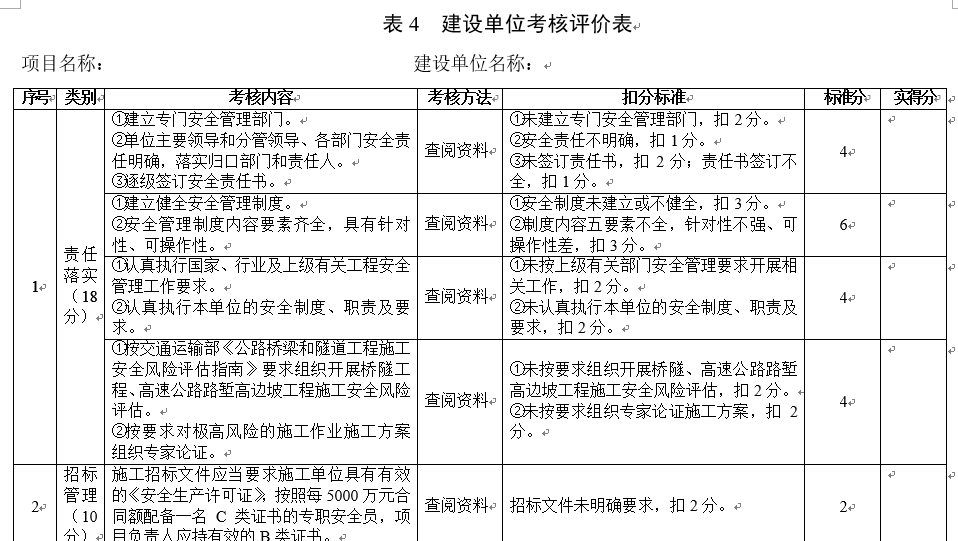 表 4 建设单位考核评价表
项目名称： 建设单位名称：
序号 类别 考核内容 考核方法 扣分标准 标准分 实得分
1
责任
落实
（18
分）
①建立专门安全管理部门。
②单位主要领导和分管领导、各部门安全责
任明确，落实归口部门和责任人。
③逐级签订安全责任书。
查阅资料
①未建立专门安全管理部门，扣 2 分。
②安全责任不明确，扣 1 分。
③未签订责任书，扣 2 分；责任书签订不
全，扣 1 分。
4
①建立健全安全管理制度。
②安全管理制度内容要素齐全，具有针对
性、可操作性。
查阅资料
①安全制度未建立或不健全，扣 3 分。
②制度内容五要素不全，针对性不强、可
操作性差，扣 3 分。
6
①认真执行国家、行业及上级有关工程安全
管理工作要求。
②认真执行本单位的安全制度、职责及要
求。
查阅资料
①未按上级有关部门安全管理要求开展相
关工作，扣 2 分。
②未认真执行本单位的安全制度、职责及
要求，扣 2 分。
4
①按交通运输部《公路桥梁和隧道工程施工
安全风险评估指南》要求组织开展桥隧工
程、高速公路路堑高边坡工程施工安全风险
评估。
②按要求对极高风险的施工作业施工方案
组织专家论证。
查阅资料
①未按要求组织开展桥隧、高速公路路堑
高边坡工程施工安全风险评估，扣 2 分。
②未按要求组织专家论证施工方案，扣 2
分。
4
2
招标
管理
（10
分）
施工招标文件应当要求施工单位具有有效
的《安全生产许可证》；按照每 5000 万元合
同额配备一名 C 类证书的专职安全员，项
目负责人应持有效的 B 类证书。
查阅资料
招标文件未明确要求，扣 2 分。
2